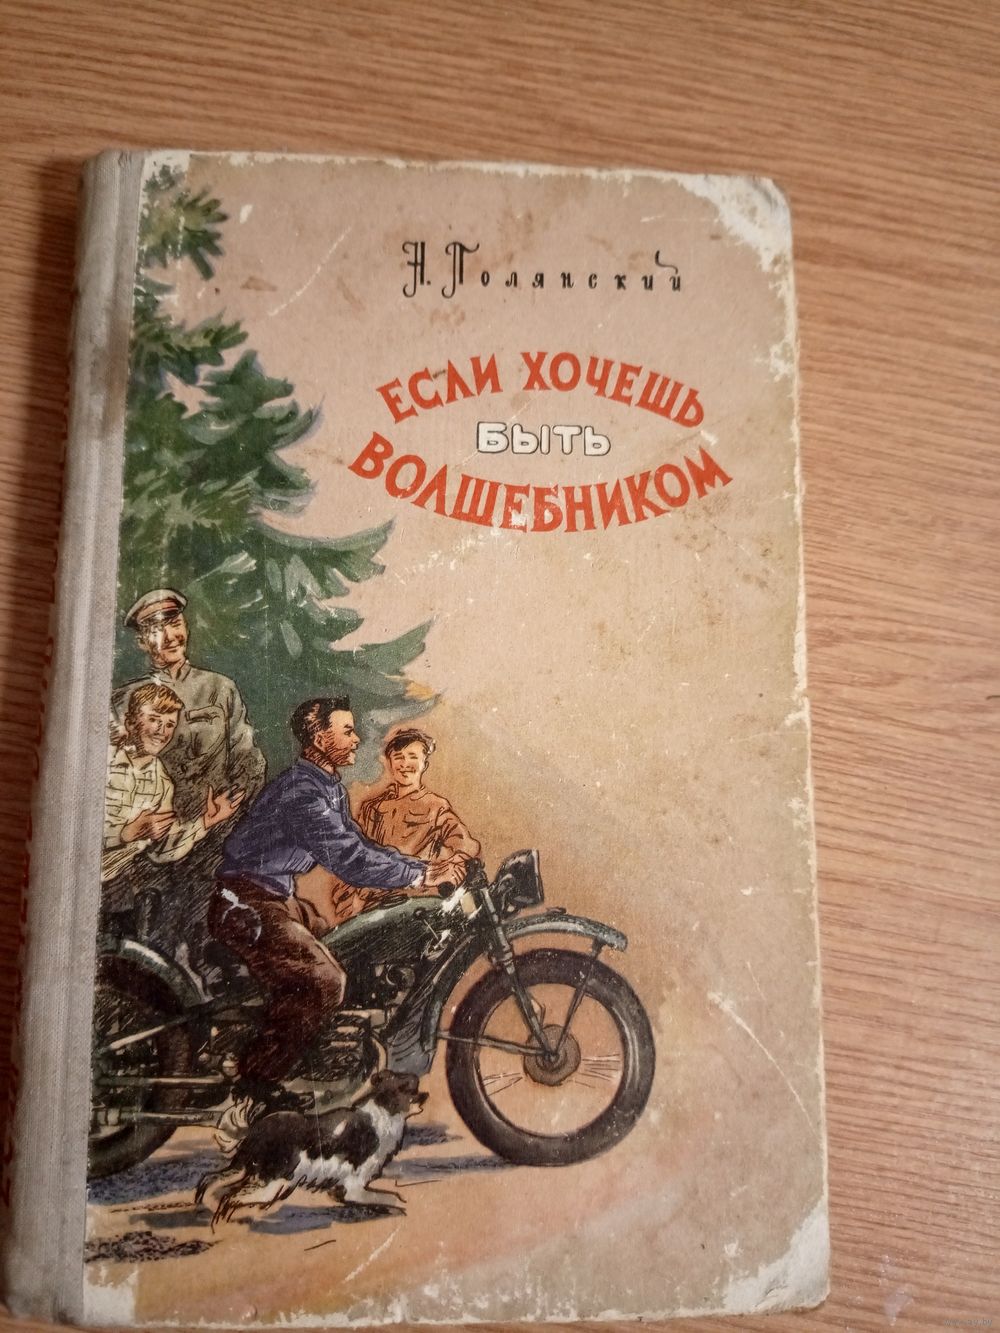 Н. Полянский
ЕСЛИ ХОЧЕШЬ
БЫТЬ
ВОЛШЕБНИКОМ